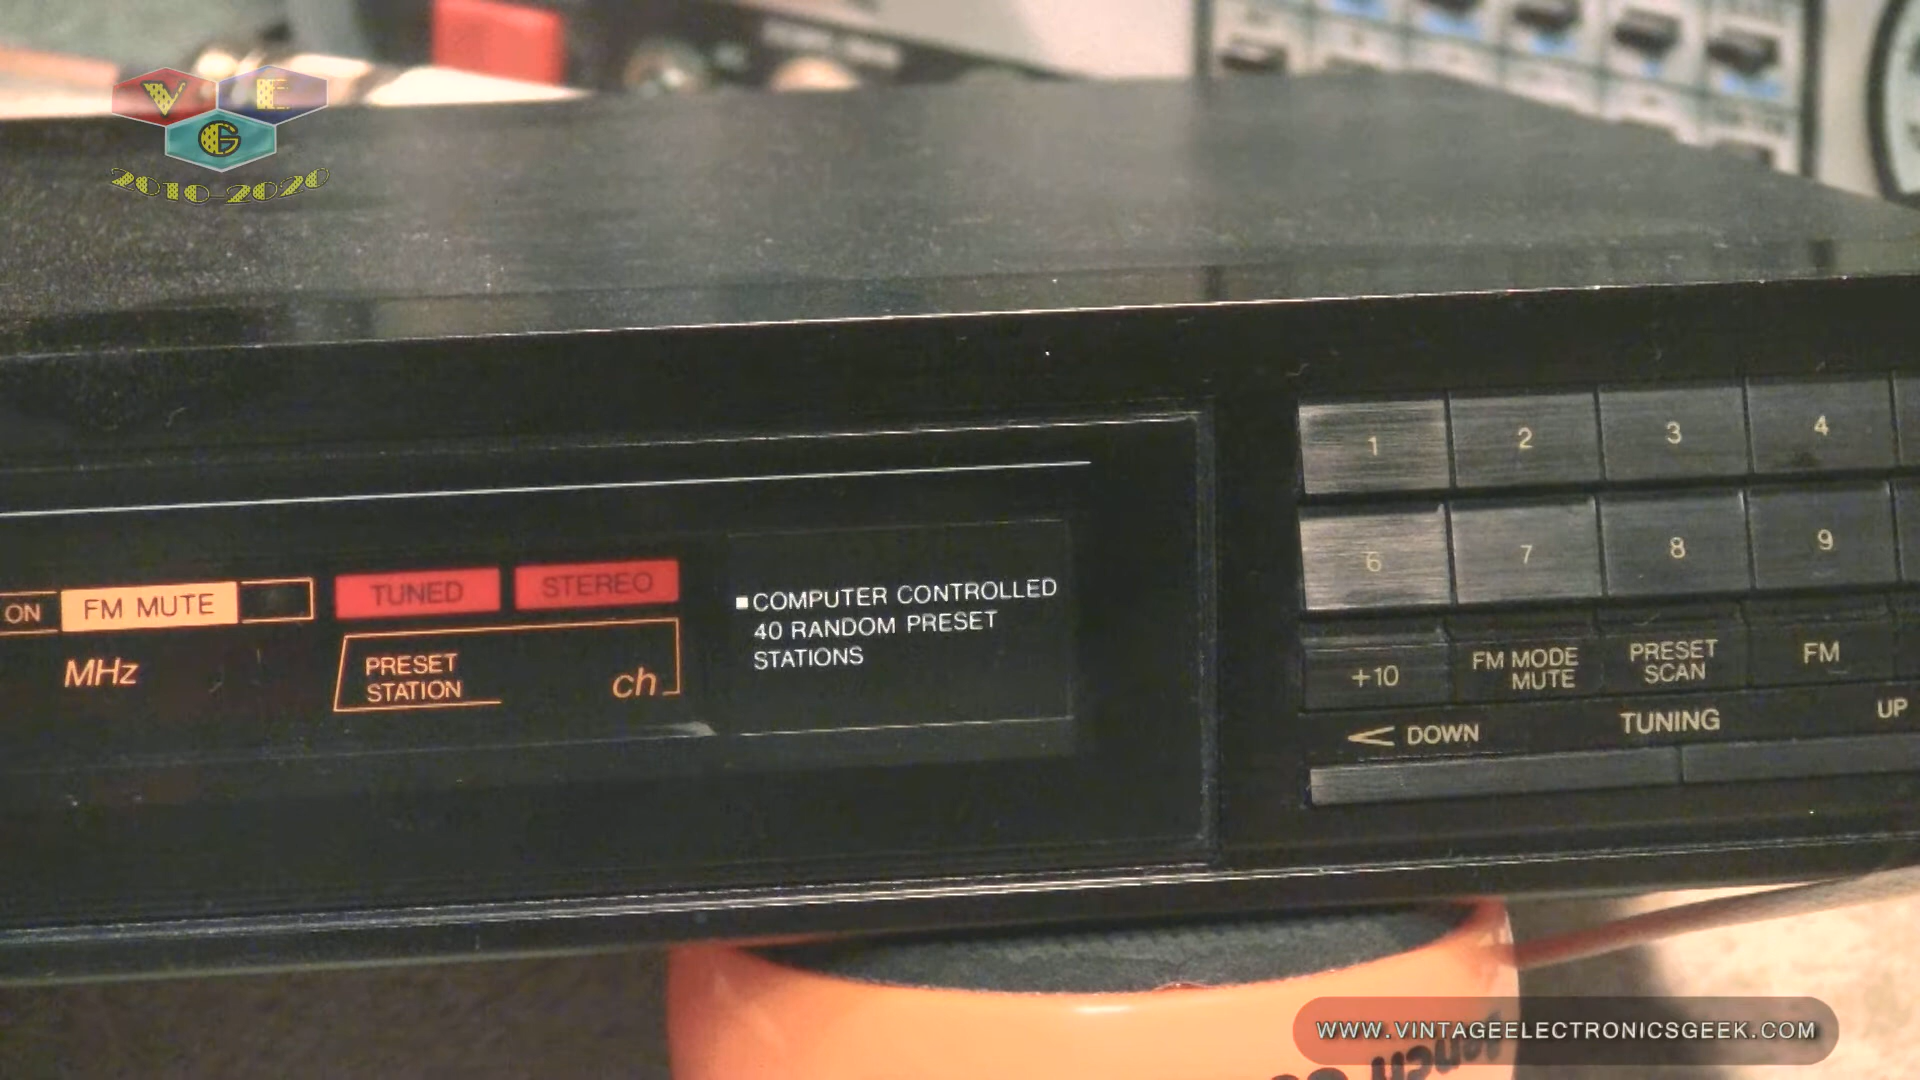 V E
G
2010-2020
ON FM MUTE
TUNED STEREO
MHz
PRESET
STATION
ch
■COMPUTER CONTROLLED
40 RANDOM PRESET
STATIONS
1 2 3 4
6 7 8 9
+10
FM MODE
MUTE
PRESET
SCAN
FM
< DOWN TUNING UP
WWW.VINTAGEELECTRONICSGEEK.COM